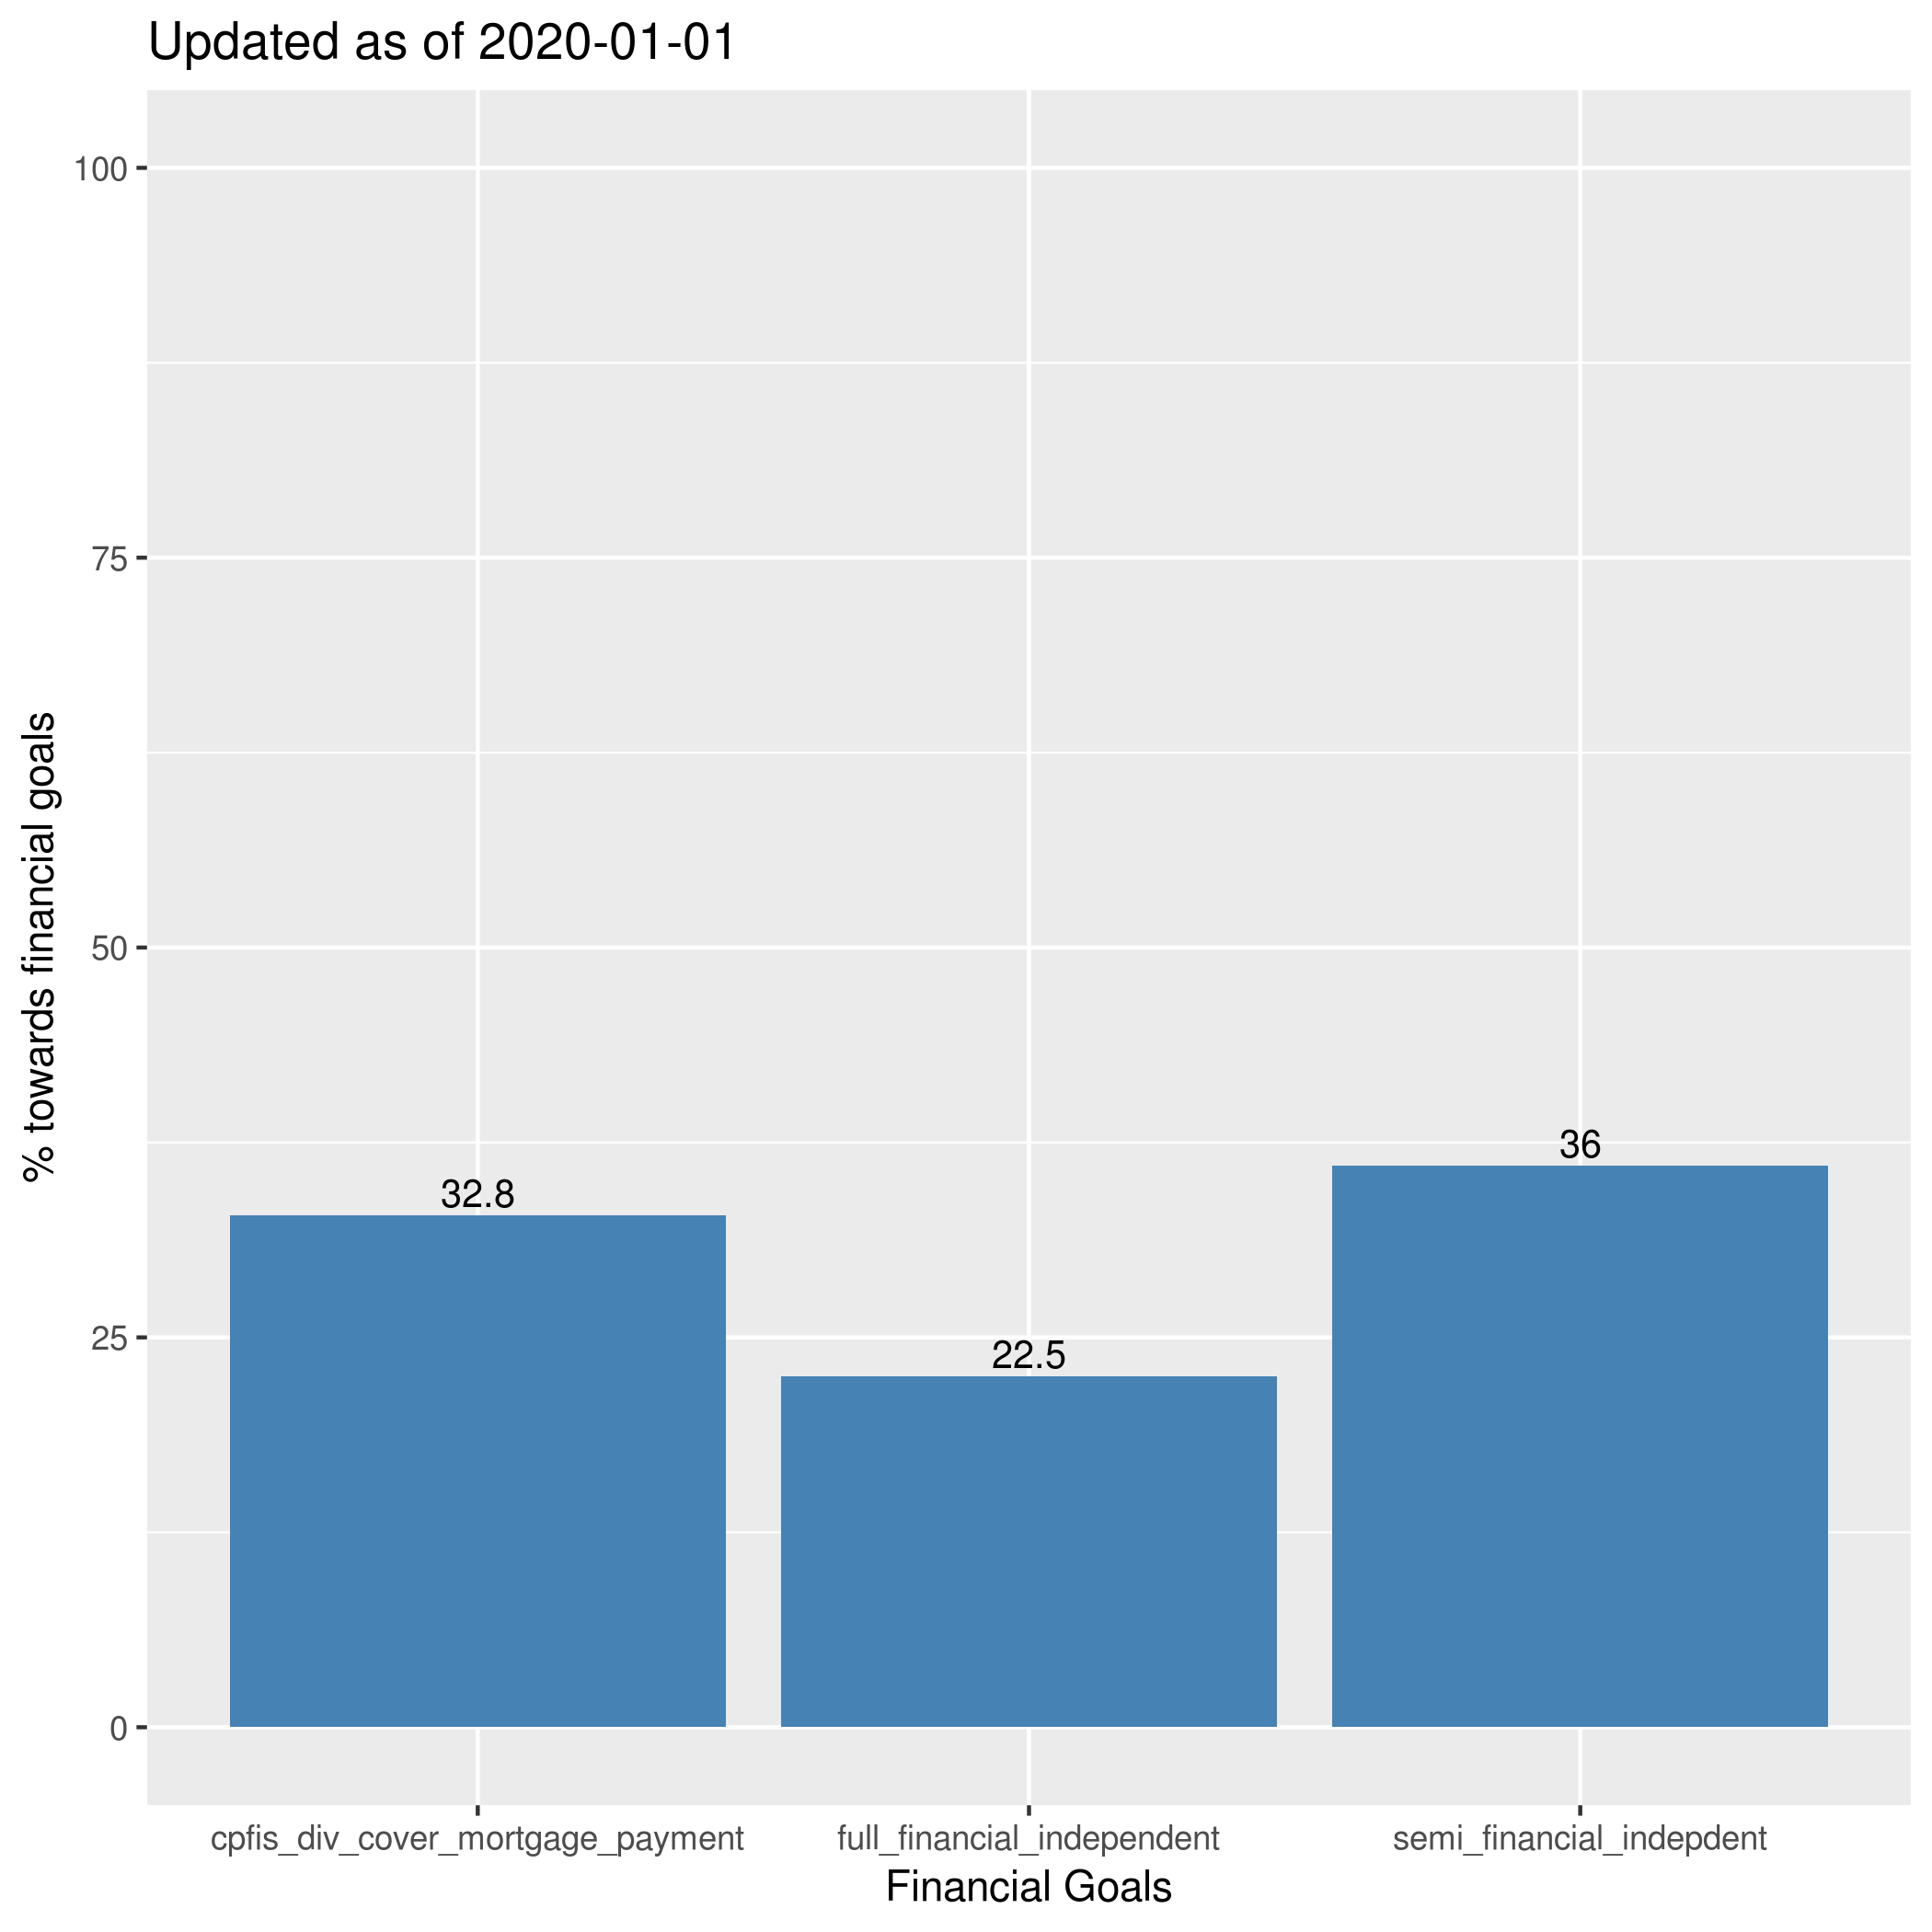 Updated as of 2020-01-01
100
75
50
25
0
% towards financial goals
32.8
22.5
36
cpfis_div_cover_mortgage_payment
full_financial_independent
semi_financial_indepdent
Financial Goals